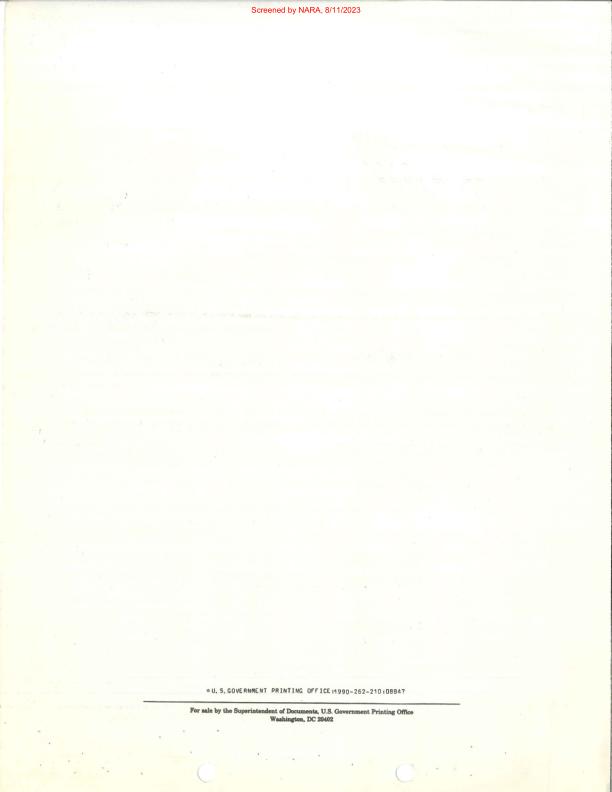 Screened by NARA, 8/11/2023
* U. S. GOVERNMENT PRINTING OFFICE: 1990-262-210:08847
For sale by the Superintendent of Documents, U.S. Government Printing Office
Washington, DC 20402